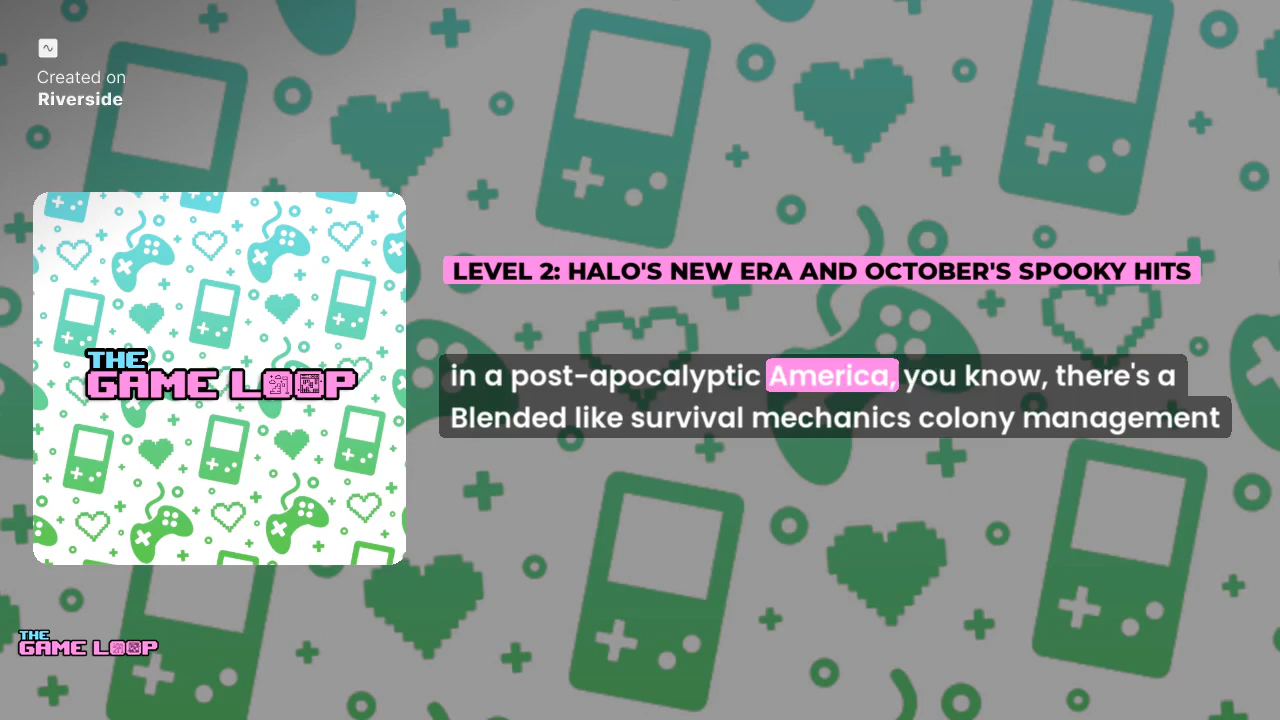 Created on
Riverside
LEVEL 2: HALO'S NEW ERA AND OCTOBER'S SPOOKY HITS
THE
GAME LOOP
in a post-apocalyptic America, you know, there's a
Blended like survival mechanics colony management
THE
GAME LOOP